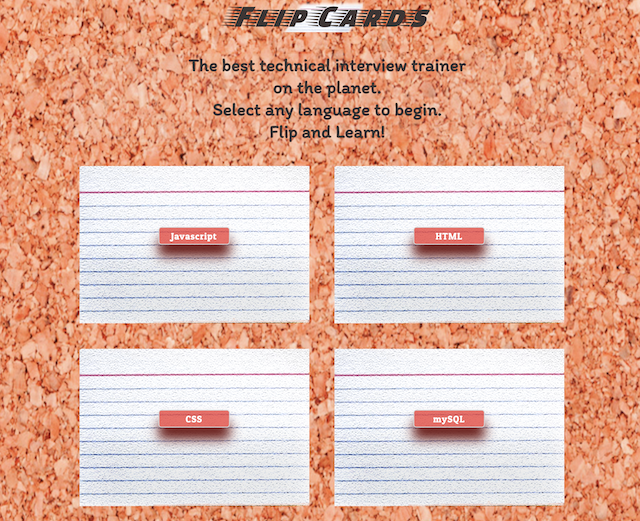 Flip Cards
The best technical interview trainer
on the planet.
Select any language to begin.
Flip and Learn!
Javascript
HTML
CSS
mySQL